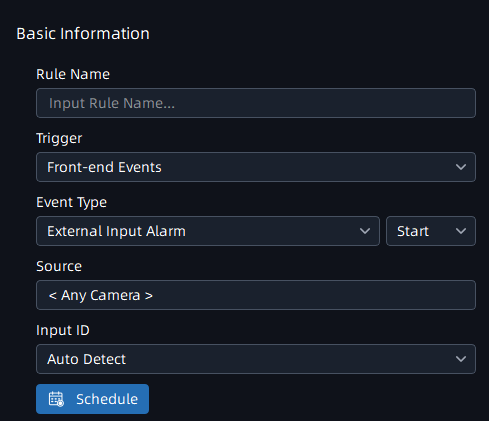 Basic Information
Rule Name
Input Rule Name...
Trigger
Front-end Events
Event Type
External Input Alarm Start
Source
< Any Camera >
Input ID
Auto Detect
Schedule